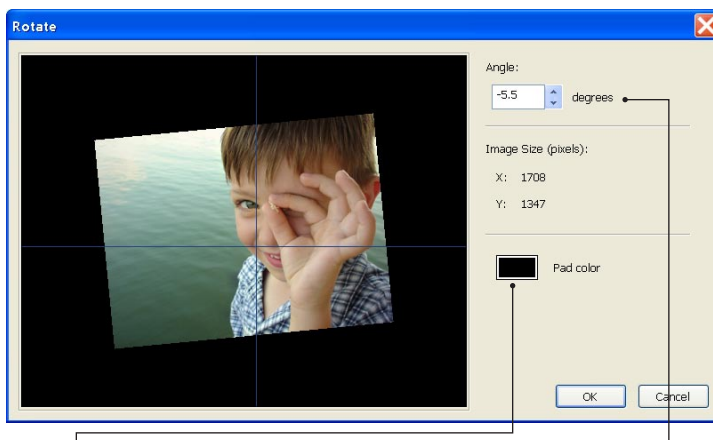 Rotate
Angle:
-5.5 degrees
Image Size (pixels):
X: 1708
Y: 1347
Pad color
OK Cancel